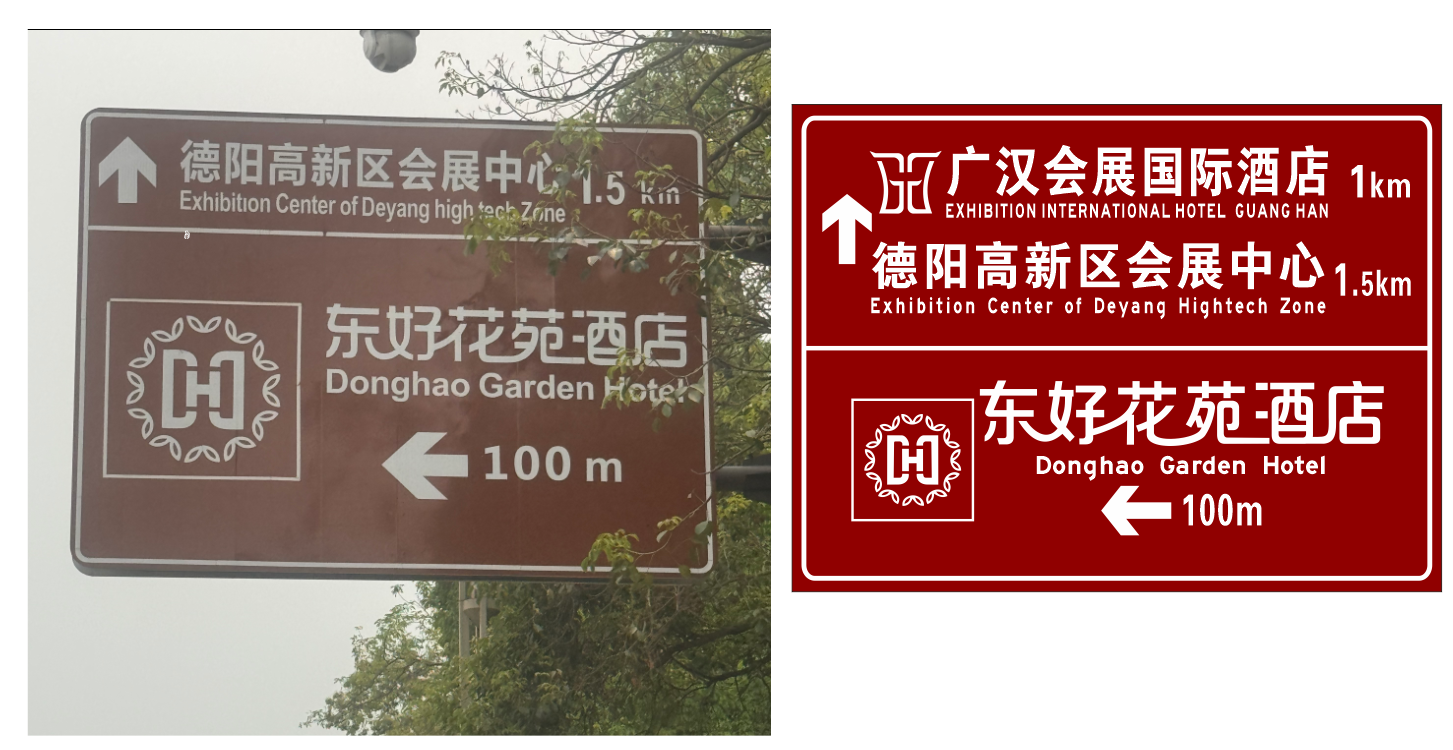 德阳高新区会展中心
Exhibition Center of Deyang high tech Zone
1.5 km
DH
东好花苑酒店
Donghao Garden Hotel
100 m
广汉会展国际酒店
EXHIBITION INTERNATIONAL HOTEL GUANG HAN
1km
德阳高新区会展中心
Exhibition Center of Deyang Hightech Zone
1.5km
DH
东好花苑酒店
Donghao Garden Hotel
100m